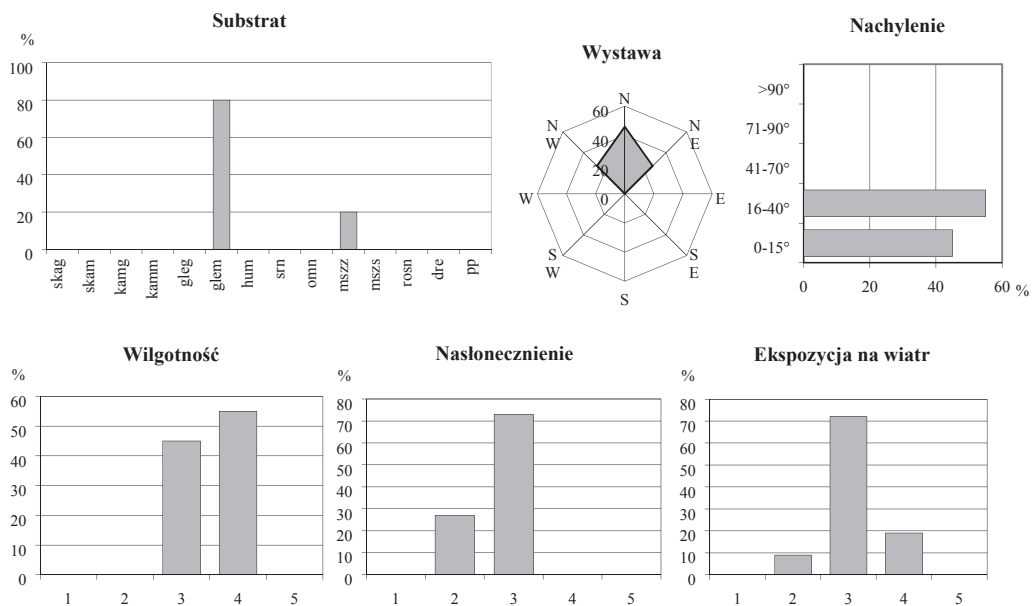 Substrat
%
100
80
60
40
20
0
skag
skam
kamg
kamm
gleg
glem
hum
srn
omn
mszz
mszs
rosn
dre
pp
Wystawa
N
N E
E
S E
S
S W
W
N W
60
40
20
0
Nachylenie
>90°
71-90°
41-70°
16-40°
0-15°
0 20 40 60 %
Wilgotność
%
60
50
40
30
20
10
0
1 2 3 4 5
Nasłonecznienie
%
80
70
60
50
40
30
20
10
0
1 2 3 4 5
Ekspozycja na wiatr
%
80
70
60
50
40
30
20
10
0
1 2 3 4 5